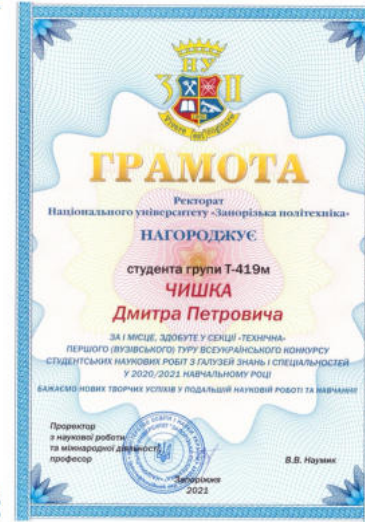 НУ
ЗП
ГРАМОТА
Ректорат
Національного університету «Запорізька політехніка»
НАГОРОДЖУЄ
студента групи Т-419м
ЧИШКА
Дмитра Петровича
ЗА І МІСЦЕ, ЗДОБУТЕ У СЕКЦІЇ «ТЕХНІЧНА»
ПЕРШОГО (ВУЗІВСЬКОГО) ТУРУ ВСЕУКРАЇНСЬКОГО КОНКУРСУ
СТУДЕНТСЬКИХ НАУКОВИХ РОБІТ З ГАЛУЗЕЙ ЗНАНЬ І СПЕЦІАЛЬНОСТЕЙ
У 2020/2021 НАВЧАЛЬНОМУ РОЦІ
БАЖАЄМО НОВИХ ТВОРЧИХ УСПІХІВ У ПОДАЛЬШІЙ НАУКОВІЙ РОБОТІ ТА НАВЧАННІ!
Проректор
з наукової роботи
та міжнародної діяльності
професор
В.В. Наумик
Запоріжжя
2021